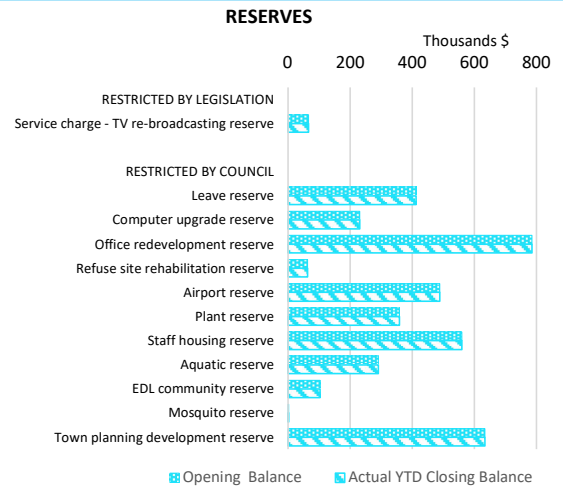 RESERVES
Thousands $
0 200 400 600 800
RESTRICTED BY LEGISLATION
Service charge - TV re-broadcasting reserve
RESTRICTED BY COUNCIL
Leave reserve
Computer upgrade reserve
Office redevelopment reserve
Refuse site rehabilitation reserve
Airport reserve
Plant reserve
Staff housing reserve
Aquatic reserve
EDL community reserve
Mosquito reserve
Town planning development reserve
Opening Balance Actual YTD Closing Balance